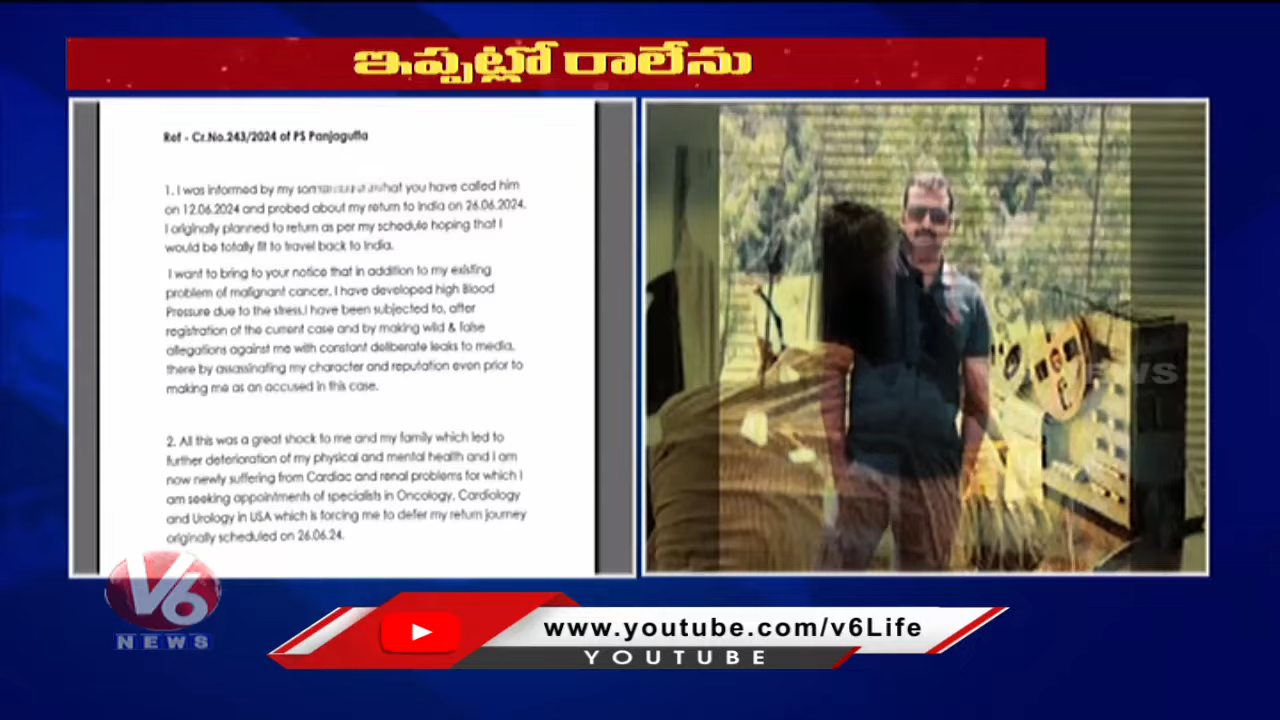 ఇప్పట్లో రాలేను
Ref - Cr.No.243/2024 of PS Panjagutta
1. I was informed by my son that you have called him
on 12.06.2024 and probed about my return to India on 26.06.2024.
I originally planned to return as per my schedule hoping that I
would be totally fit to travel back to India.
I want to bring to your notice that in addition to my existing
problem of malignant cancer, I have developed high Blood
Pressure due to the stress,I have been subjected to, after
registration of the current case and by making wild & false
allegations against me with constant deliberate leaks to media,
there by assassinating my character and reputation even prior to
making me as an accused in this case.
2. All this was a great shock to me and my family which led to
further deterioration of my physical and mental health and I am
now newly suffering from Cardiac and renal problems for which I
am seeking appointments of specialists in Oncology, Cardiology
and Urology in USA which is forcing me to defer my return journey
originally scheduled on 26.06.24.
NEWS
V6
NEWS
www.youtube.com/v6Life
YOUTUBE